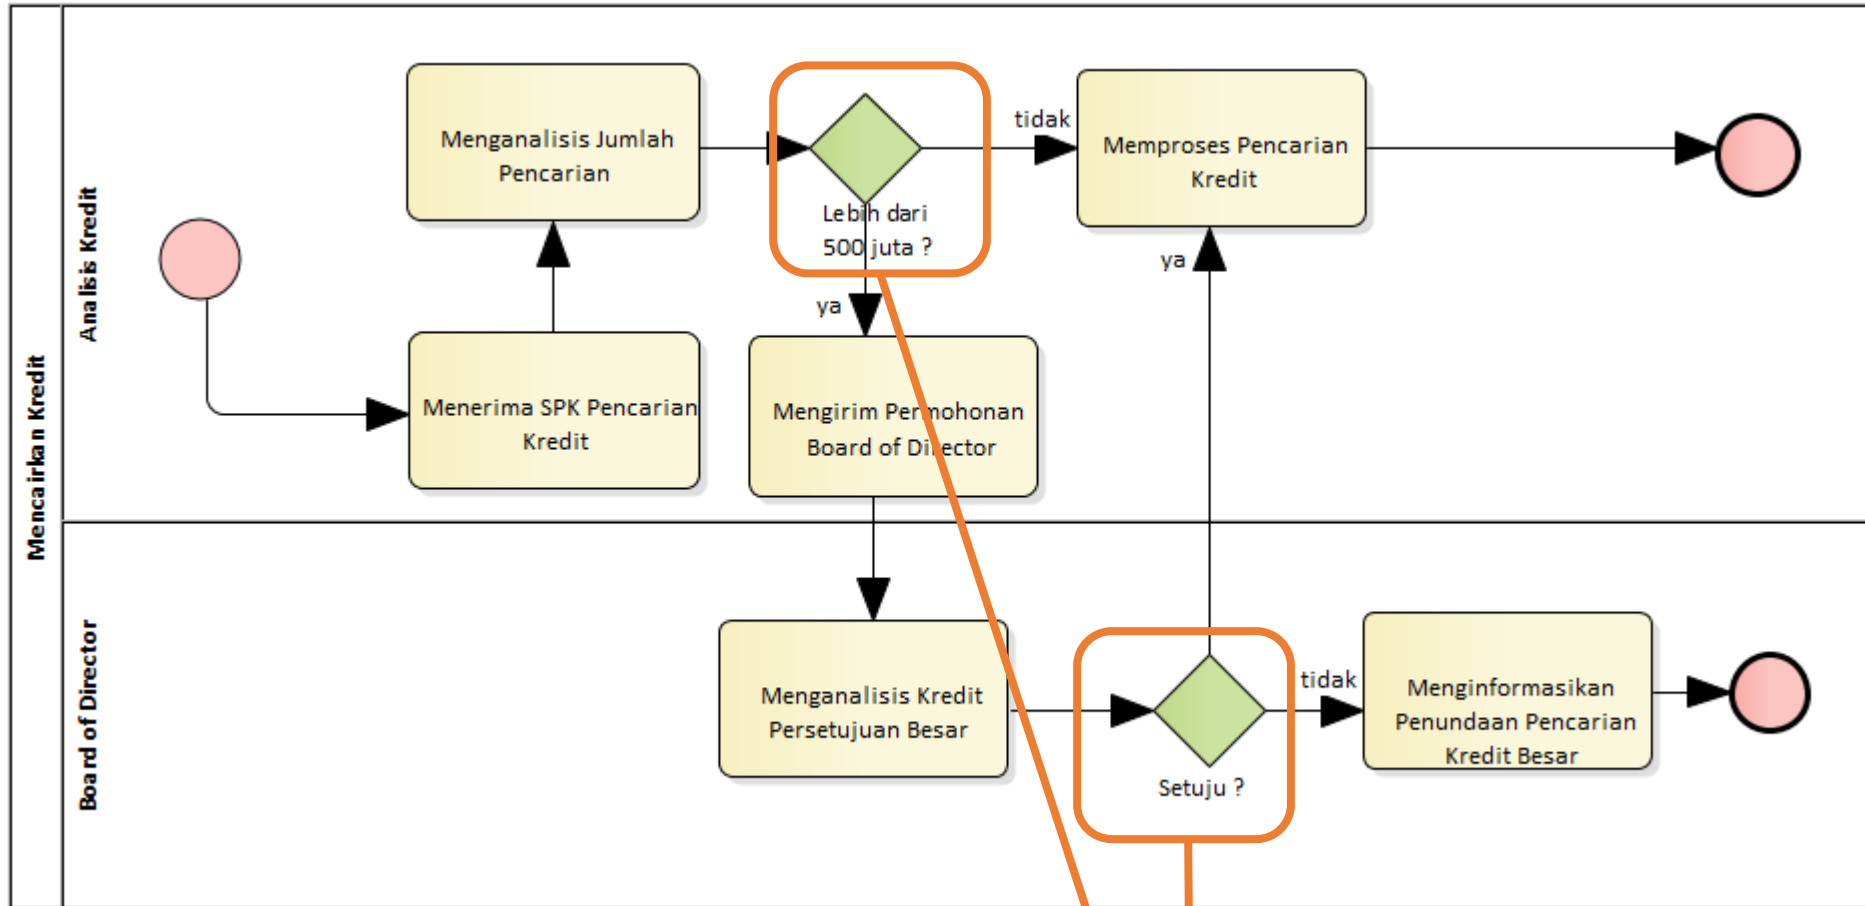 Mencairkan Kredit
Analisis Kredit
Menganalisis Jumlah
Pencarian
Lebih dari
500 juta ?
tidak
Memproses Pencarian
Kredit
ya
ya
Menerima SPK Pencarian
Kredit
Mengirim Permohonan
Board of Director
Board of Director
Menganalisis Kredit
Persetujuan Besar
Setuju ?
tidak
Menginformasikan
Penundaan Pencarian
Kredit Besar